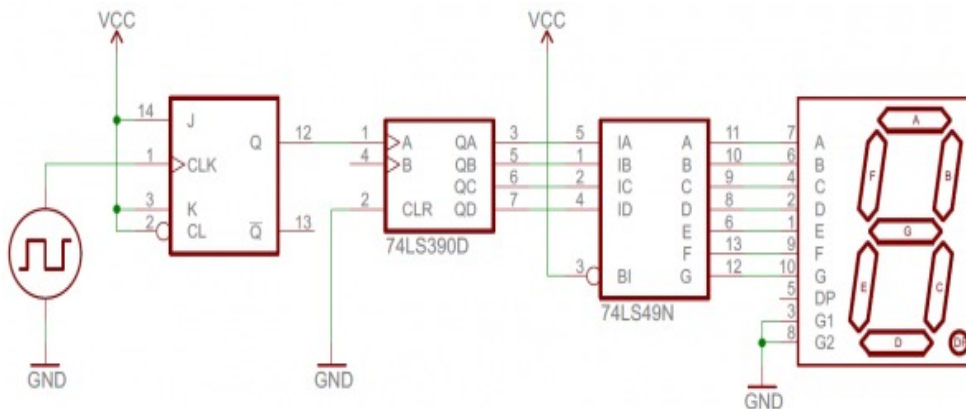 VCC
VCC
14 J
Q 12
1 CLK
3 K
2 CL
Q 13
GND
1 A QA 3
4 B QB 5
QC 6
2 CLR QD 7
74LS390D
GND
5 IA A 11
1 IB B 10
2 IC C 9
4 ID D 8
E 6
F 13
3 BI G 12
74LS49N
7 A
6 B
4 C
2 D
1 E
9 F
10 G
5 DP
3 G1
8 G2
GND
A
F B
G
E C
D